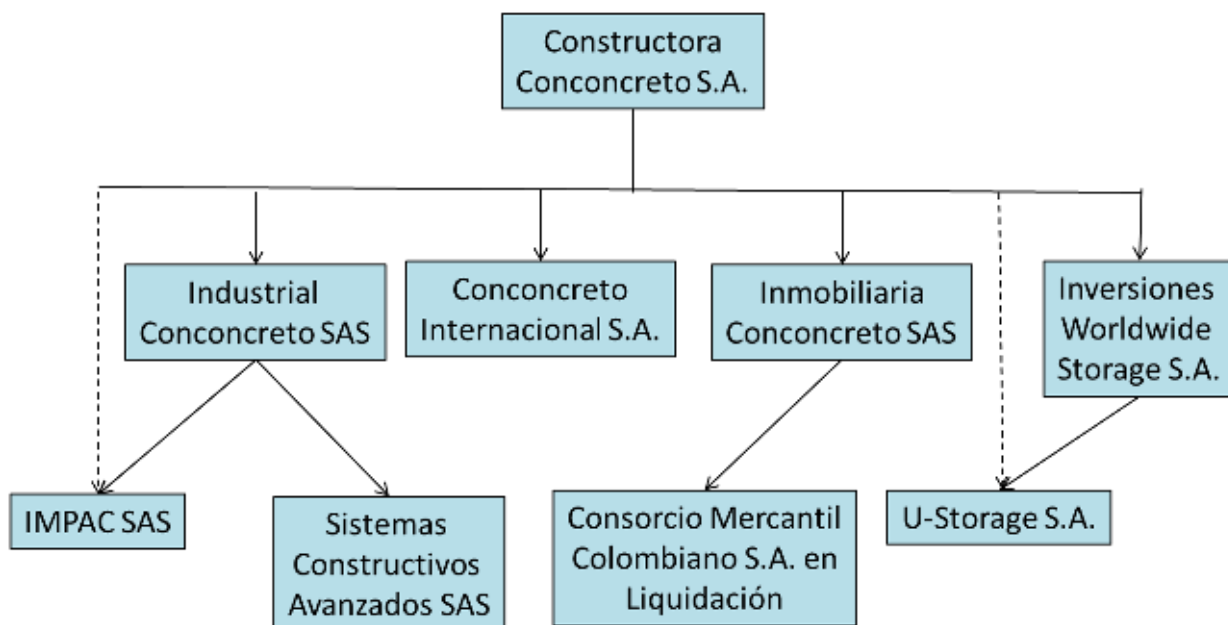 Constructora
Conconcreto S.A.
Industrial
Conconcreto SAS
Conconcreto
Internacional S.A.
Inmobiliaria
Conconcreto SAS
Inversiones
Worldwide
Storage S.A.
IMPAC SAS
Sistemas
Constructivos
Avanzados SAS
Consorcio Mercantil
Colombiano S.A. en
Liquidación
U-Storage S.A.